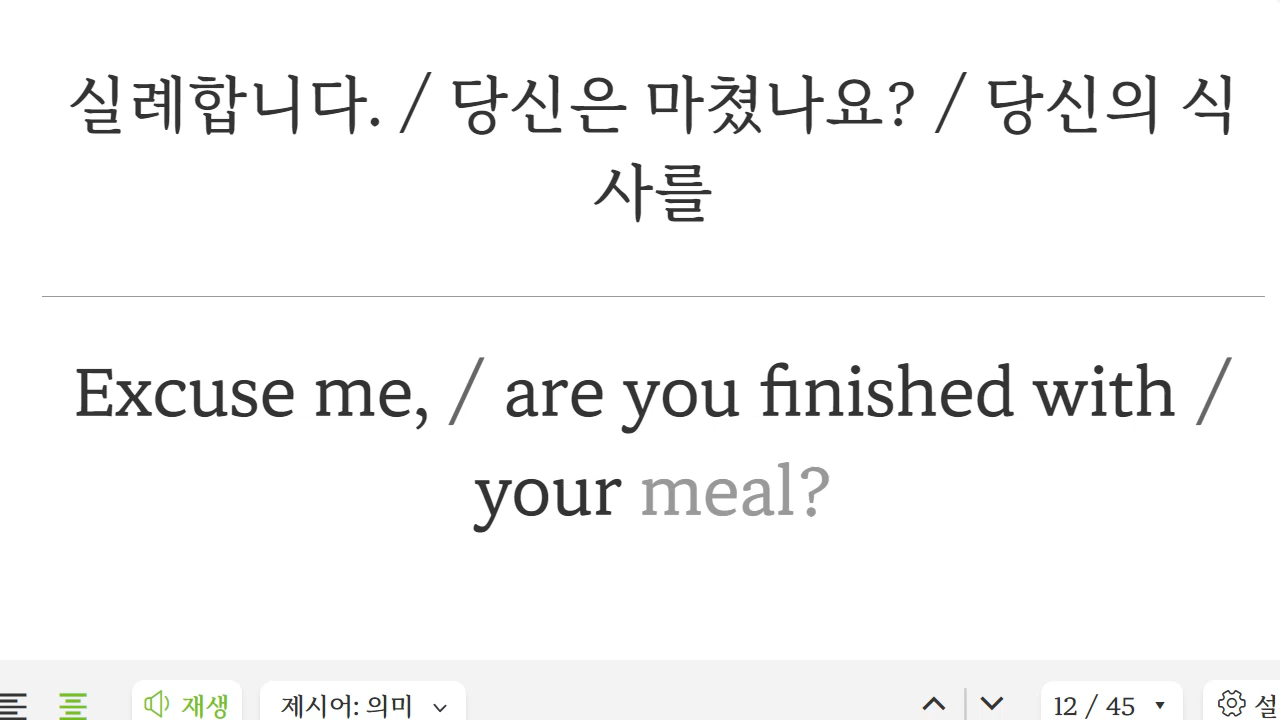 실례합니다. / 당신은 마쳤나요? / 당신의 식
사를
Excuse me, / are you finished with /
your meal?
재생
제시어: 의미
12 / 45